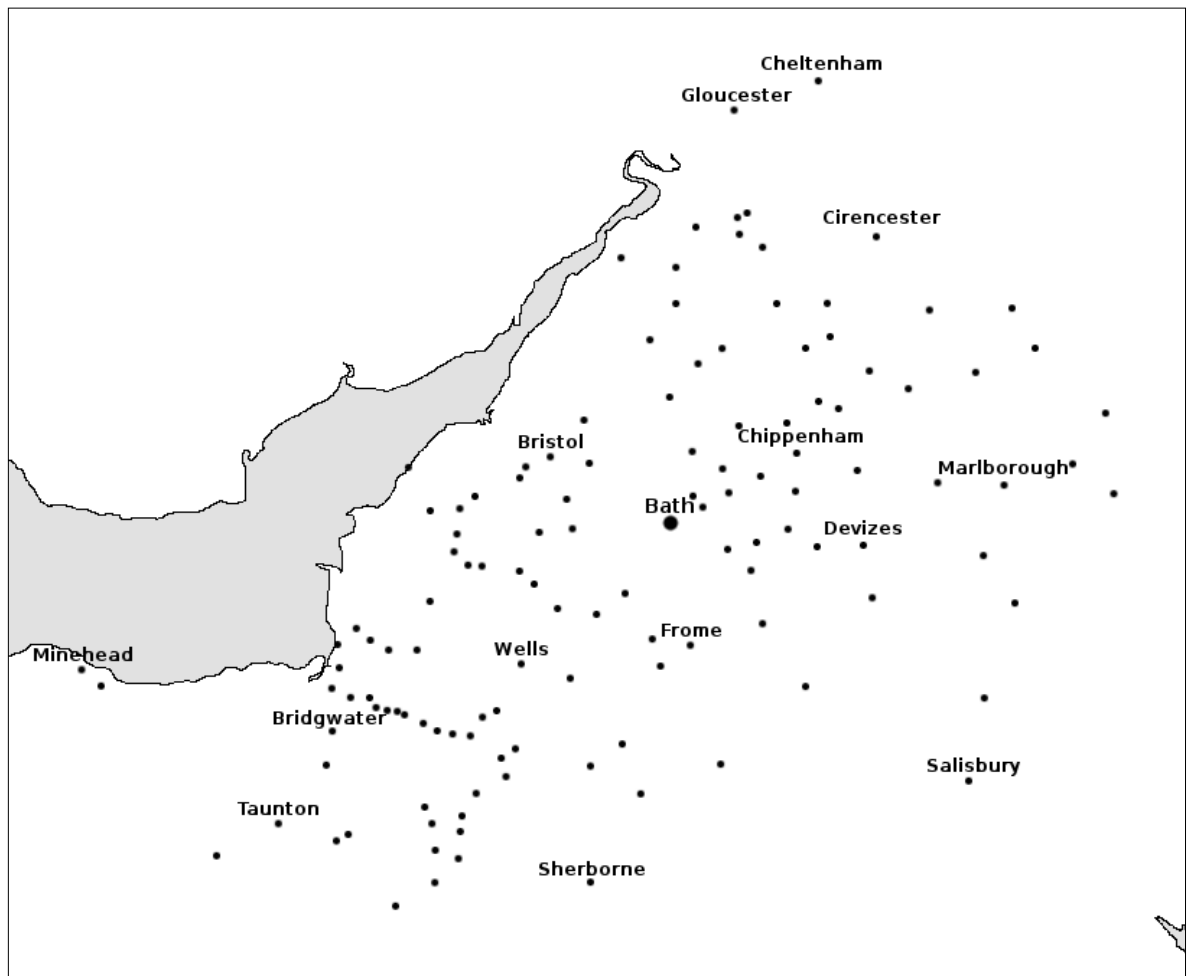 Cheltenham
Gloucester
Cirencester
Bristol
Chippenham
Marlborough
Bath
Devizes
Frome
Wells
Minehead
Bridgwater
Salisbury
Taunton
Sherborne